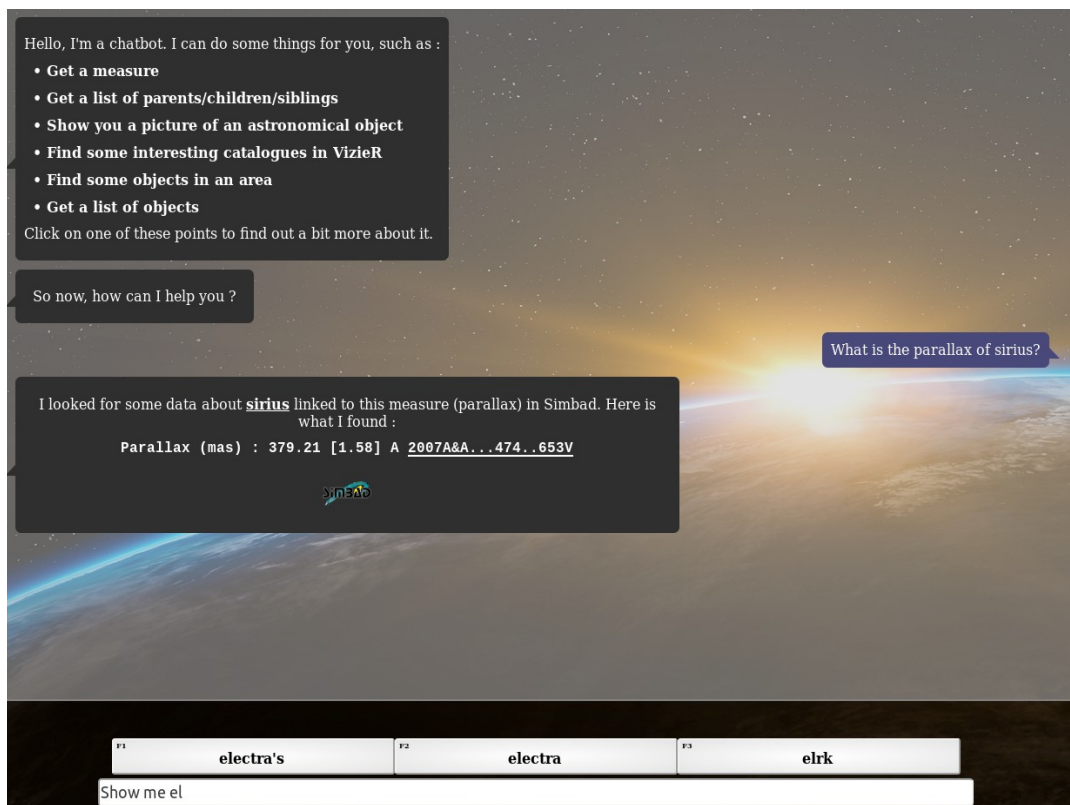 Hello, I'm a chatbot. I can do some things for you, such as :
• Get a measure
• Get a list of parents/children/siblings
• Show you a picture of an astronomical object
• Find some interesting catalogues in VizieR
• Find some objects in an area
• Get a list of objects
Click on one of these points to find out a bit more about it.
So now, how can I help you ?
What is the parallax of sirius?
I looked for some data about sirius linked to this measure (parallax) in Simbad. Here is
what I found :
Parallax (mas) : 379.21 [1.58] A 2007A&A...474..653V
SIMBAD
F1 electra's
F2 electra
F3 elrk
Show me el